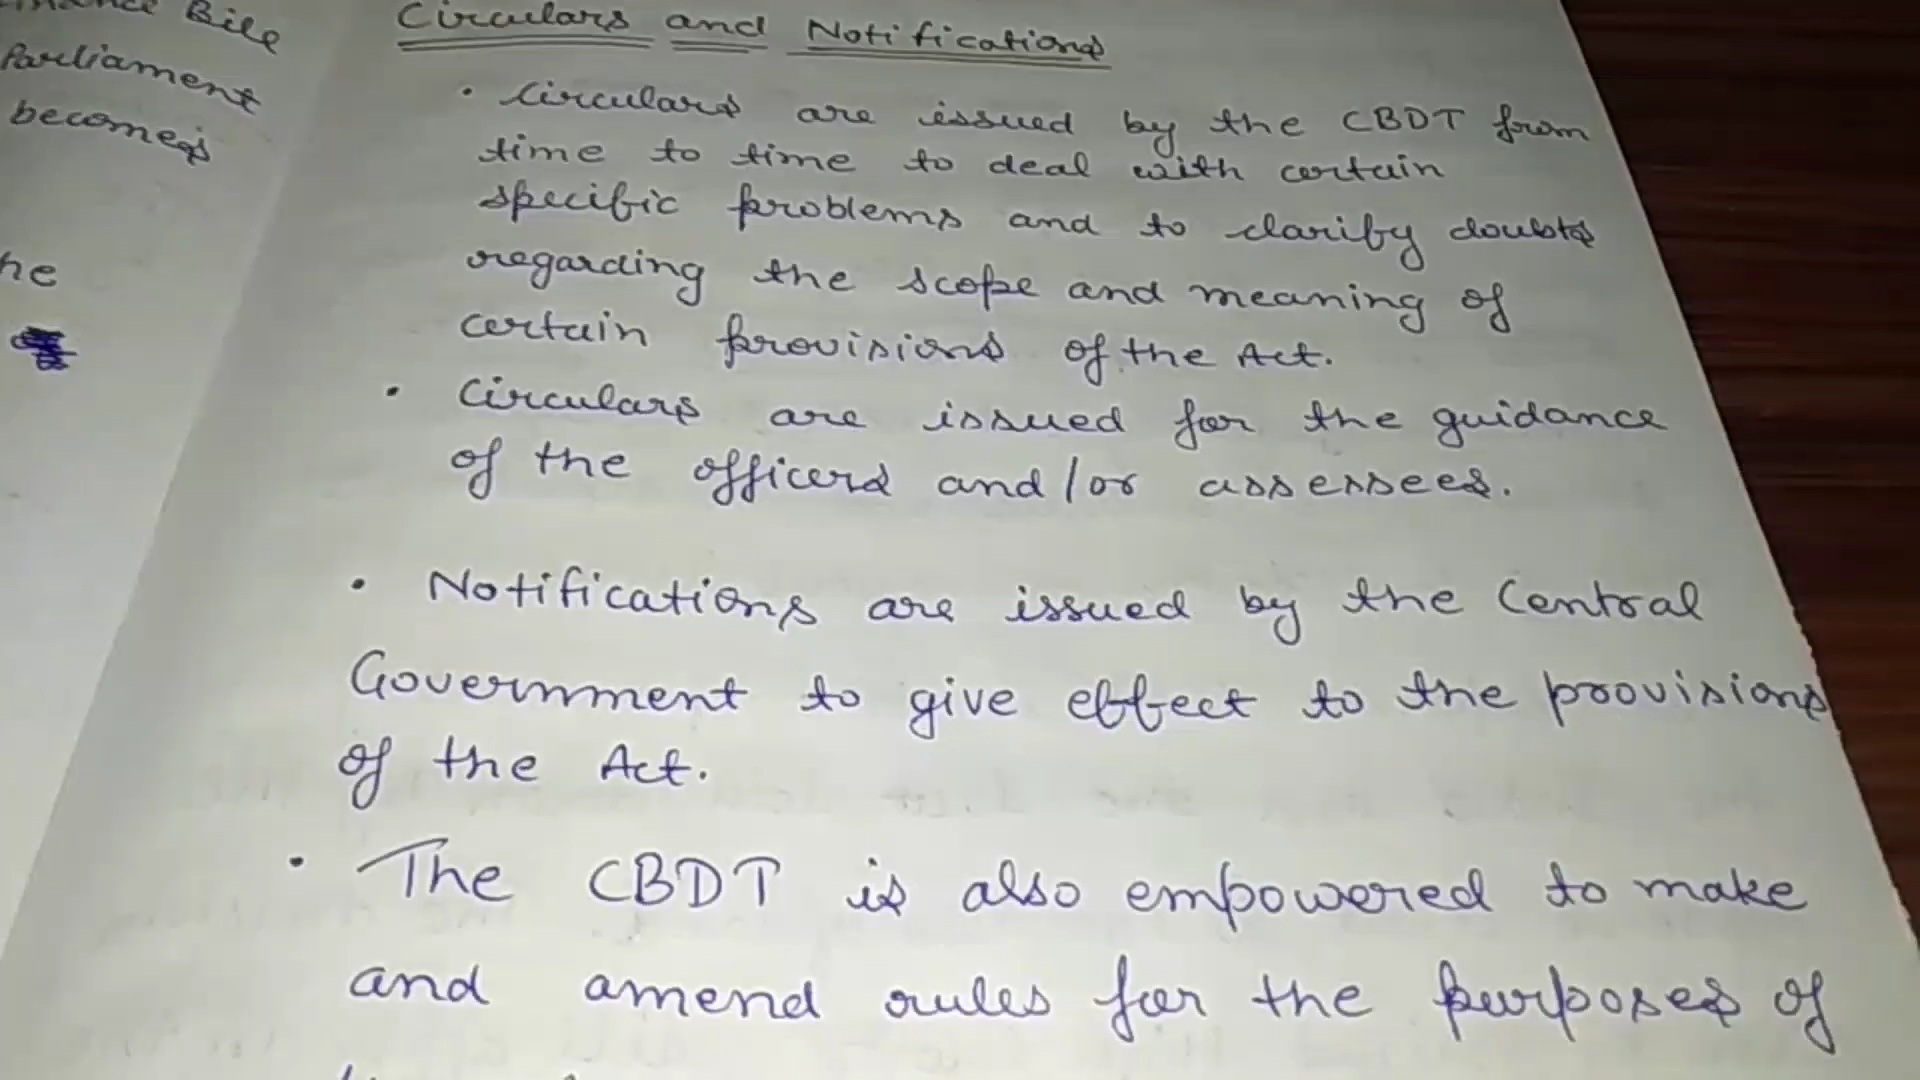 Bill
Parliament
becomes
he
Circulars and Notifications
• Circulars are issued by the CBDT from
time to time to deal with certain
specific problems and to clarify doubts
regarding the scope and meaning of
certain provisions of the Act.
• Circulars are issued for the guidance
of the officers and/or assessees.
• Notifications are issued by the Central
Government to give effect to the provisions
of the Act.
• The CBDT is also empowered to make
and amend rules for the purposes of